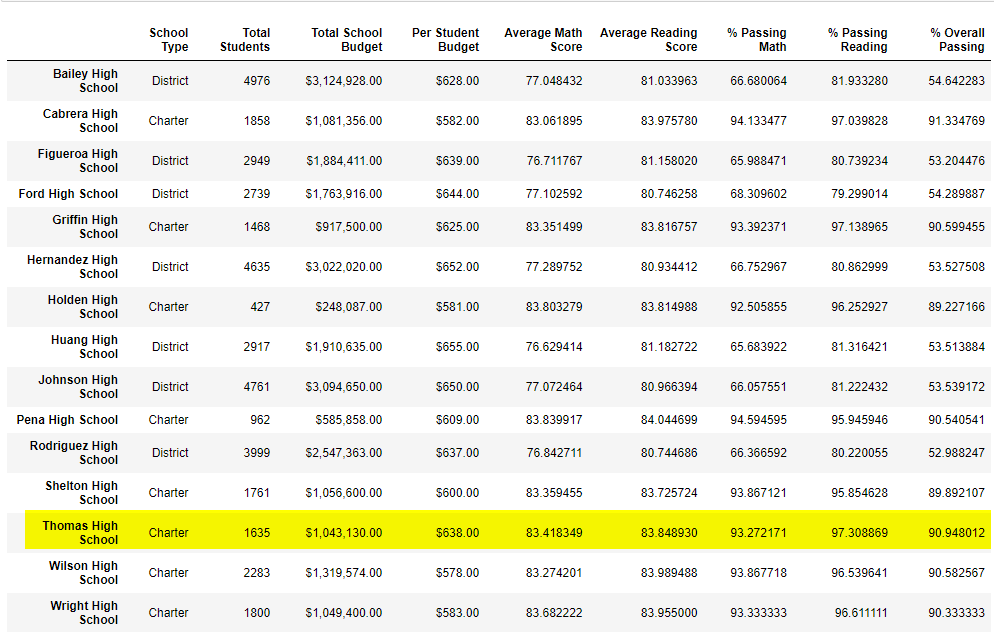 School Type Total Students Total School Budget Per Student Budget Average Math Score Average Reading Score % Passing Math % Passing Reading % Overall Passing
Bailey High School District 4976 $3,124,928.00 $628.00 77.048432 81.033963 66.680064 81.933280 54.642283
Cabrera High School Charter 1858 $1,081,356.00 $582.00 83.061895 83.975780 94.133477 97.039828 91.334769
Figueroa High School District 2949 $1,884,411.00 $639.00 76.711767 81.158020 65.988471 80.739234 53.204476
Ford High School District 2739 $1,763,916.00 $644.00 77.102592 80.746258 68.309602 79.299014 54.289887
Griffin High School Charter 1468 $917,500.00 $625.00 83.351499 83.816757 93.392371 97.138965 90.599455
Hernandez High School District 4635 $3,022,020.00 $652.00 77.289752 80.934412 66.752967 80.862999 53.527508
Holden High School Charter 427 $248,087.00 $581.00 83.803279 83.814988 92.505855 96.252927 89.227166
Huang High School District 2917 $1,910,635.00 $655.00 76.629414 81.182722 65.683922 81.316421 53.513884
Johnson High School District 4761 $3,094,650.00 $650.00 77.072464 80.966394 66.057551 81.222432 53.539172
Pena High School Charter 962 $585,858.00 $609.00 83.839917 84.044699 94.594595 95.945946 90.540541
Rodriguez High School District 3999 $2,547,363.00 $637.00 76.842711 80.744686 66.366592 80.220055 52.988247
Shelton High School Charter 1761 $1,056,600.00 $600.00 83.359455 83.725724 93.867121 95.854628 89.892107
Thomas High School Charter 1635 $1,043,130.00 $638.00 83.418349 83.848930 93.272171 97.308869 90.948012
Wilson High School Charter 2283 $1,319,574.00 $578.00 83.274201 83.989488 93.867718 96.539641 90.582567
Wright High School Charter 1800 $1,049,400.00 $583.00 83.682222 83.955000 93.333333 96.611111 90.333333